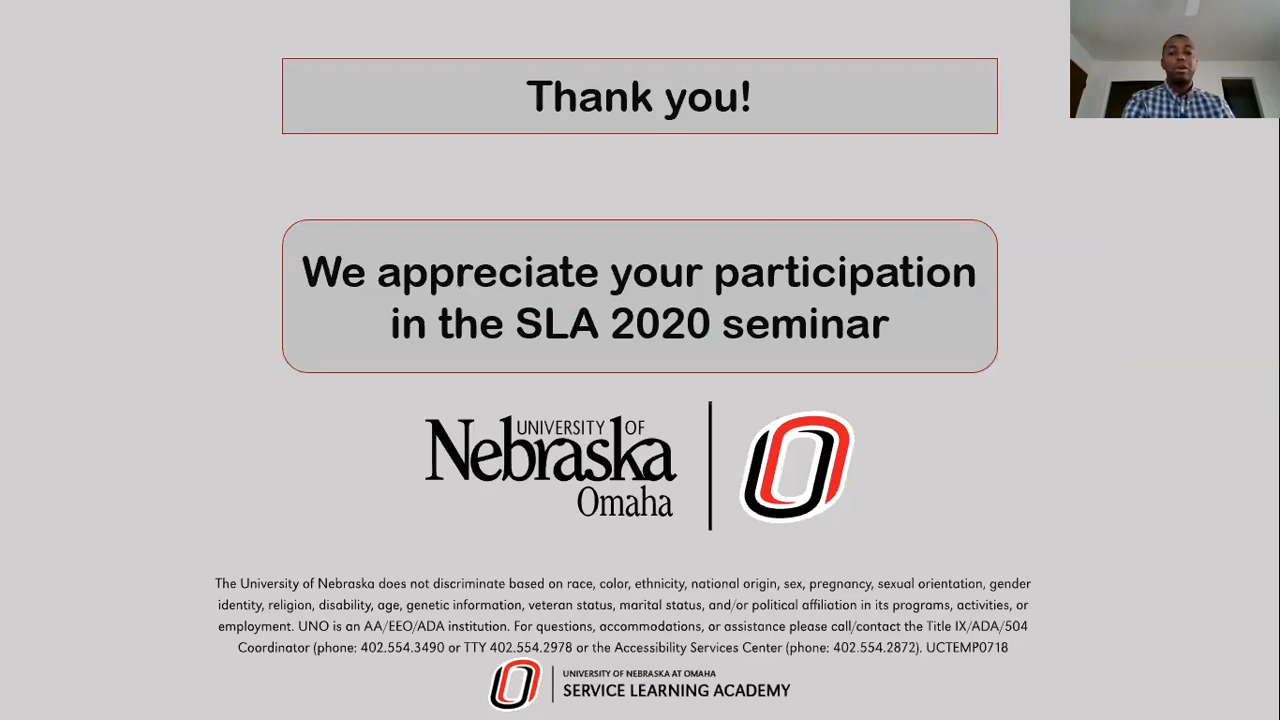 Thank you!
We appreciate your participation
in the SLA 2020 seminar
UNIVERSITY OF
Nebraska
Omaha
The University of Nebraska does not discriminate based on race, color, ethnicity, national origin, sex, pregnancy, sexual orientation, gender
identity, religion, disability, age, genetic information, veteran status, marital status, and/or political affiliation in its programs, activities, or
employment. UNO is an AA/EEO/ADA institution. For questions, accommodations, or assistance please call/contact the Title IX/ADA/504
Coordinator (phone: 402.554.3490 or TTY 402.554.2978 or the Accessibility Services Center (phone: 402.554.2872). UCTEMP0718
UNIVERSITY OF NEBRASKA AT OMAHA
SERVICE LEARNING ACADEMY